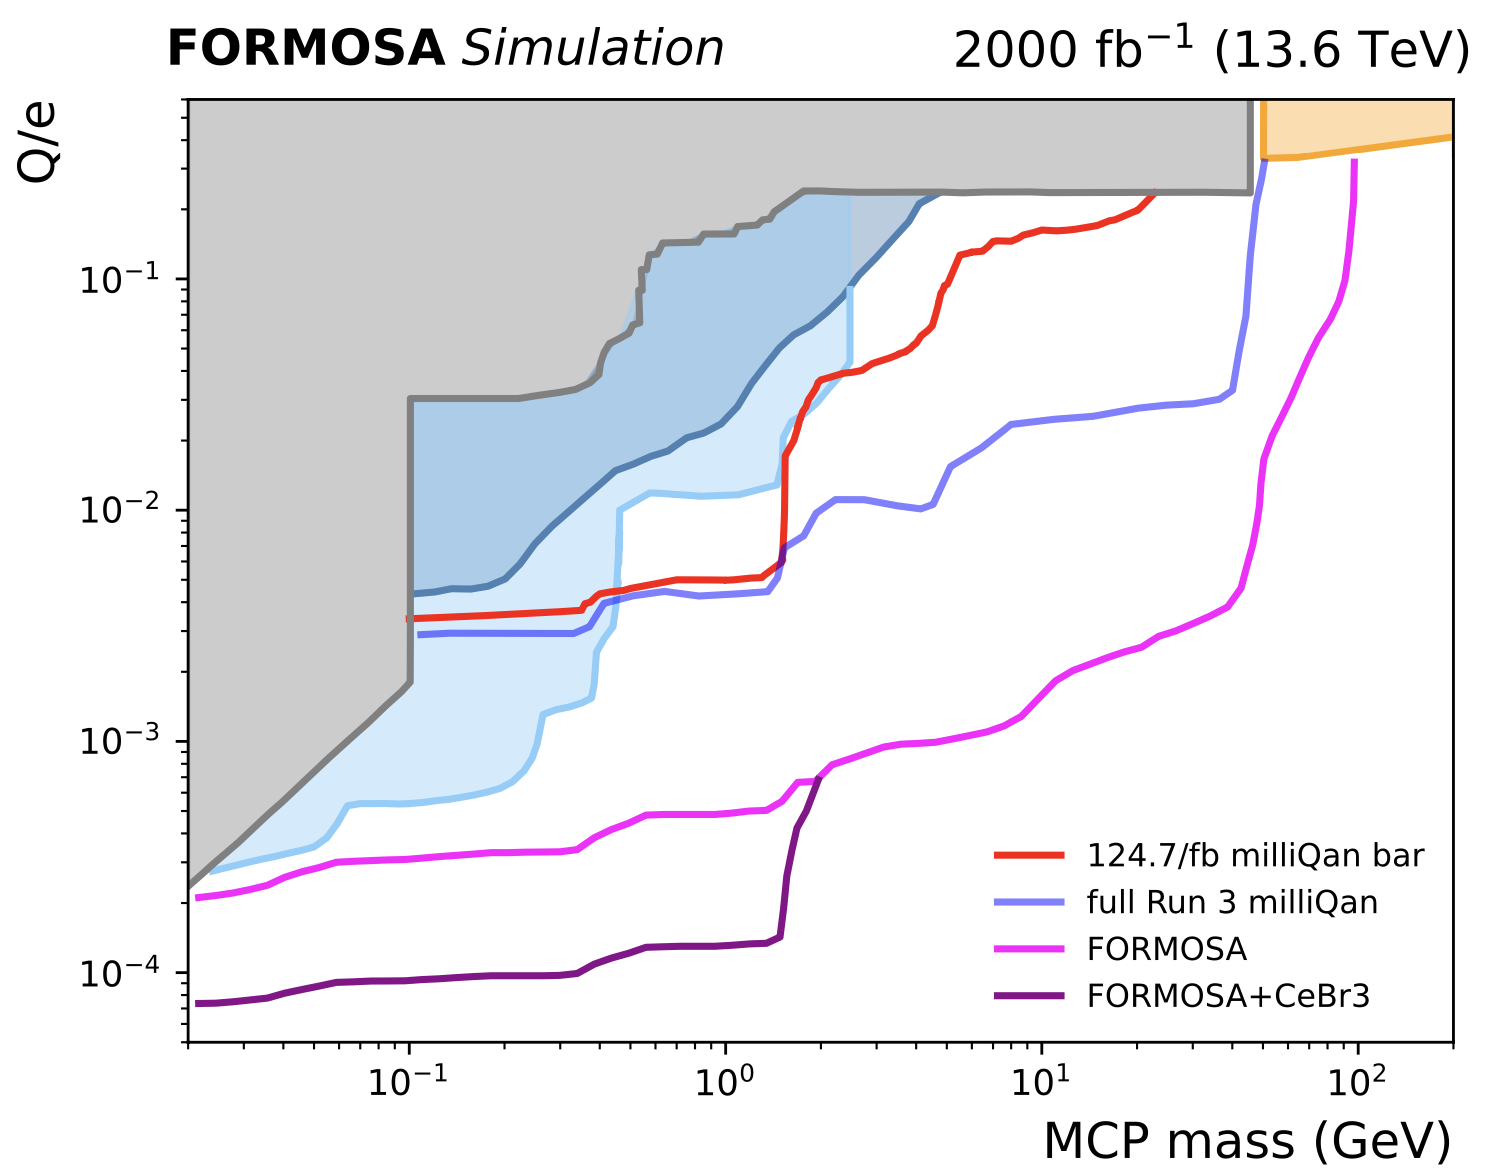 FORMOSA Simulation 2000 fb⁻¹ (13.6 TeV)
Q/e
10⁻¹
10⁻²
10⁻³
10⁻⁴
124.7/fb milliQan bar
full Run 3 milliQan
FORMOSA
FORMOSA+CeBr3
10⁻¹ 10⁰ 10¹ 10²
MCP mass (GeV)